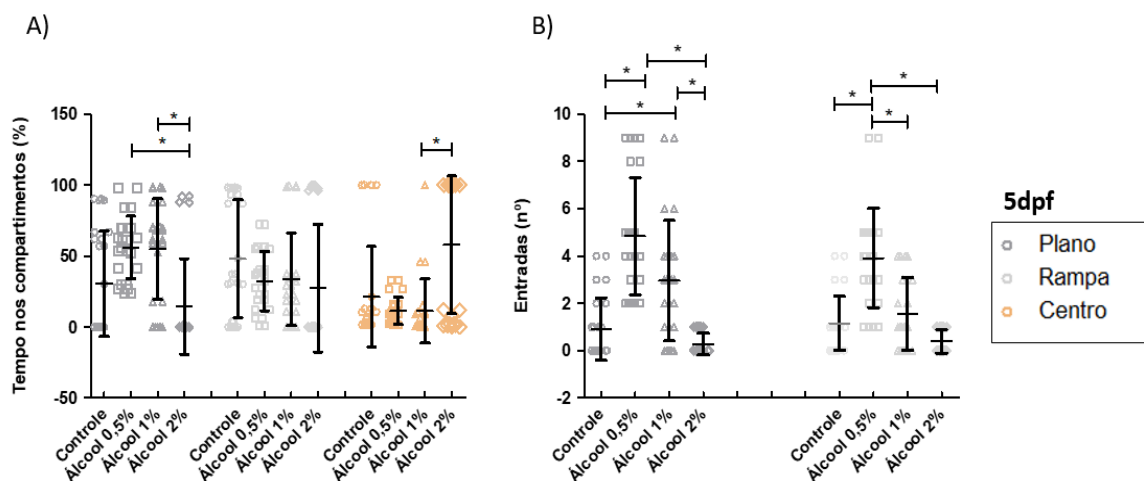 A)
B)
Tempo nos compartimentos (%)
150
100
50
0
-50
*
*
*
Controle
Álcool 0,5%
Álcool 1%
Álcool 2%
Controle
Álcool 0,5%
Álcool 1%
Álcool 2%
Controle
Álcool 0,5%
Álcool 1%
Álcool 2%
Entradas (nº)
10
8
6
4
2
0
-2
*
*
*
*
*
*
*
Controle
Álcool 0,5%
Álcool 1%
Álcool 2%
Controle
Álcool 0,5%
Álcool 1%
Álcool 2%
5dpf
Plano
Rampa
Centro